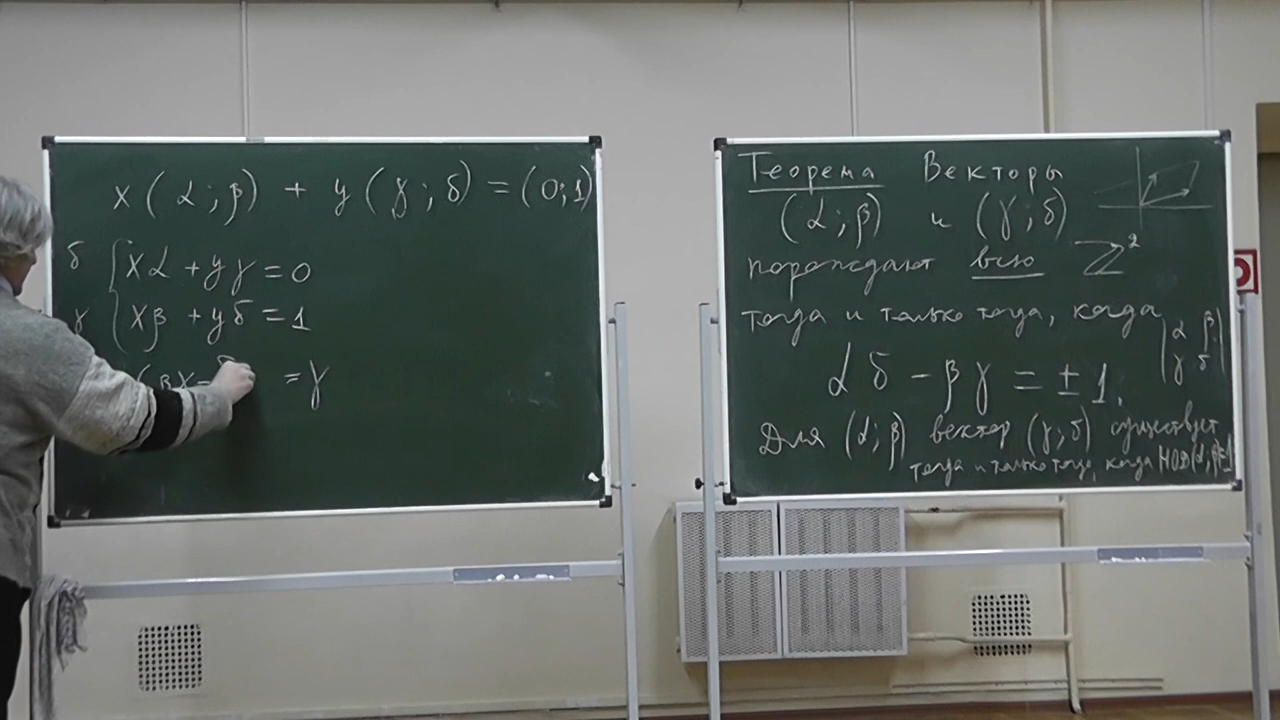 x(α;β) + y(γ;δ) = (0;1)
δ { xα + yγ = 0
γ { xβ + yδ = 1
(βγ - = γ
Теорема Векторы
(α;β) и (γ;δ)
порождают всю ℤ²
тогда и только тогда, когда
|α β|
|γ δ|
αδ - βγ = ±1.
Для (α;β) вектор (γ;δ) существует
тогда и только тогда, когда НОД(α;β)=1